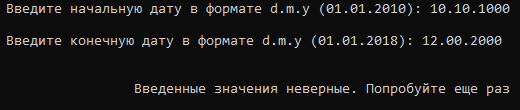 Введите начальную дату в формате d.m.y (01.01.2010): 10.10.1000
Введите конечную дату в формате d.m.y (01.01.2018): 12.00.2000
Введенные значения неверные. Попробуйте еще раз